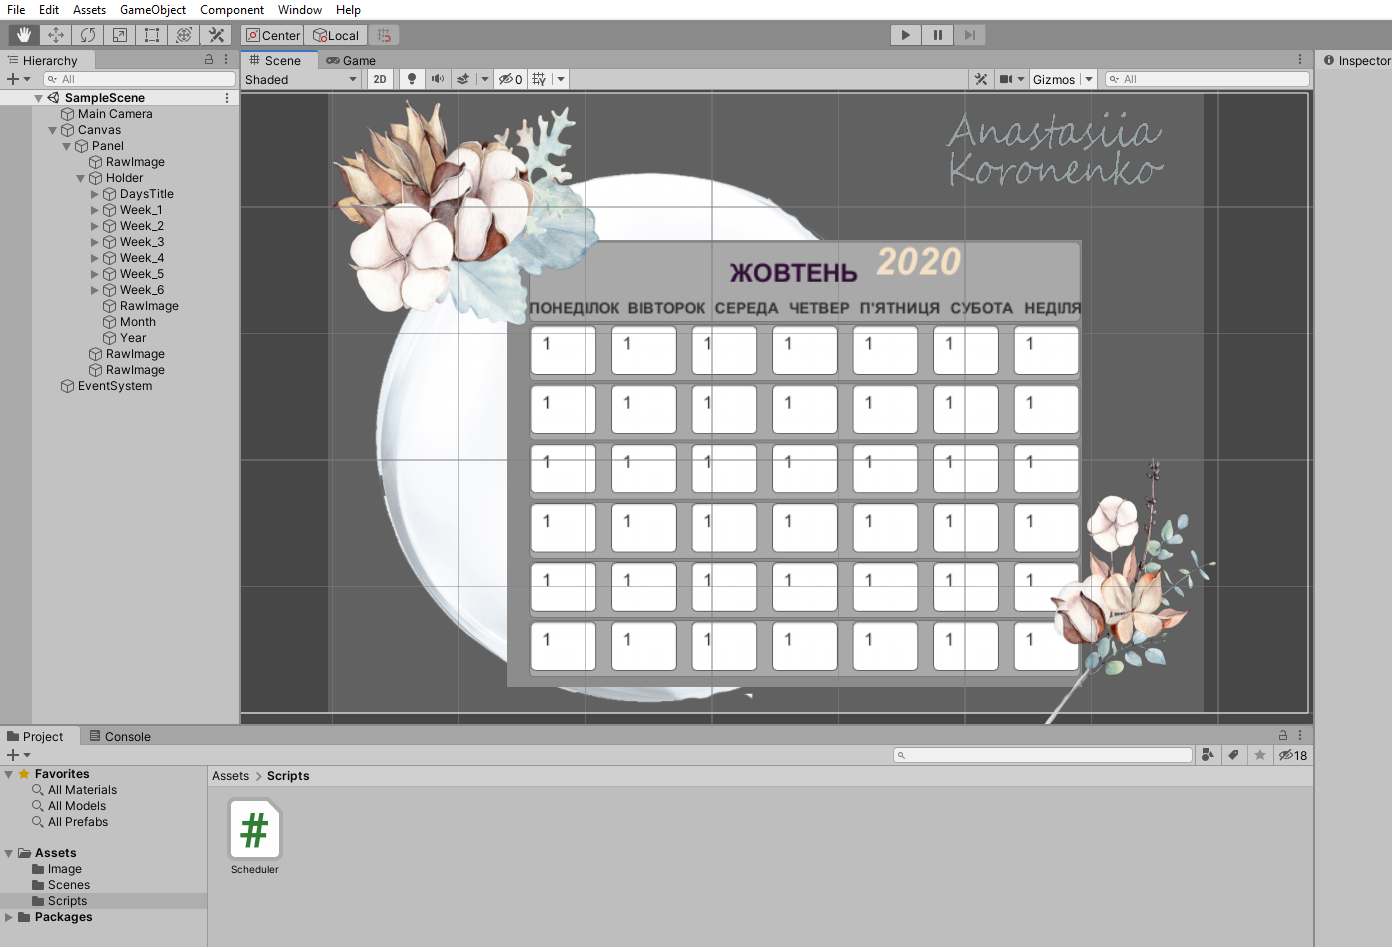 File Edit Assets GameObject Component Window Help
Center Local
Hierarchy
All
SampleScene
Main Camera
Canvas
Panel
RawImage
Holder
DaysTitle
Week_1
Week_2
Week_3
Week_4
Week_5
Week_6
RawImage
Month
Year
RawImage
RawImage
EventSystem
Scene Game
Shaded 2D 0 Gizmos All
Anastasiia
Koronenko
ЖОВТЕНЬ 2020
ПОНЕДІЛОК ВІВТОРОК СЕРЕДА ЧЕТВЕР П'ЯТНИЦЯ СУБОТА НЕДІЛЯ
1 1 1 1 1 1 1
1 1 1 1 1 1 1
1 1 1 1 1 1 1
1 1 1 1 1 1 1
1 1 1 1 1 1 1
1 1 1 1 1 1 1
Inspector
Project Console
18
Favorites
All Materials
All Models
All Prefabs
Assets
Image
Scenes
Scripts
Packages
Assets > Scripts
#
Scheduler